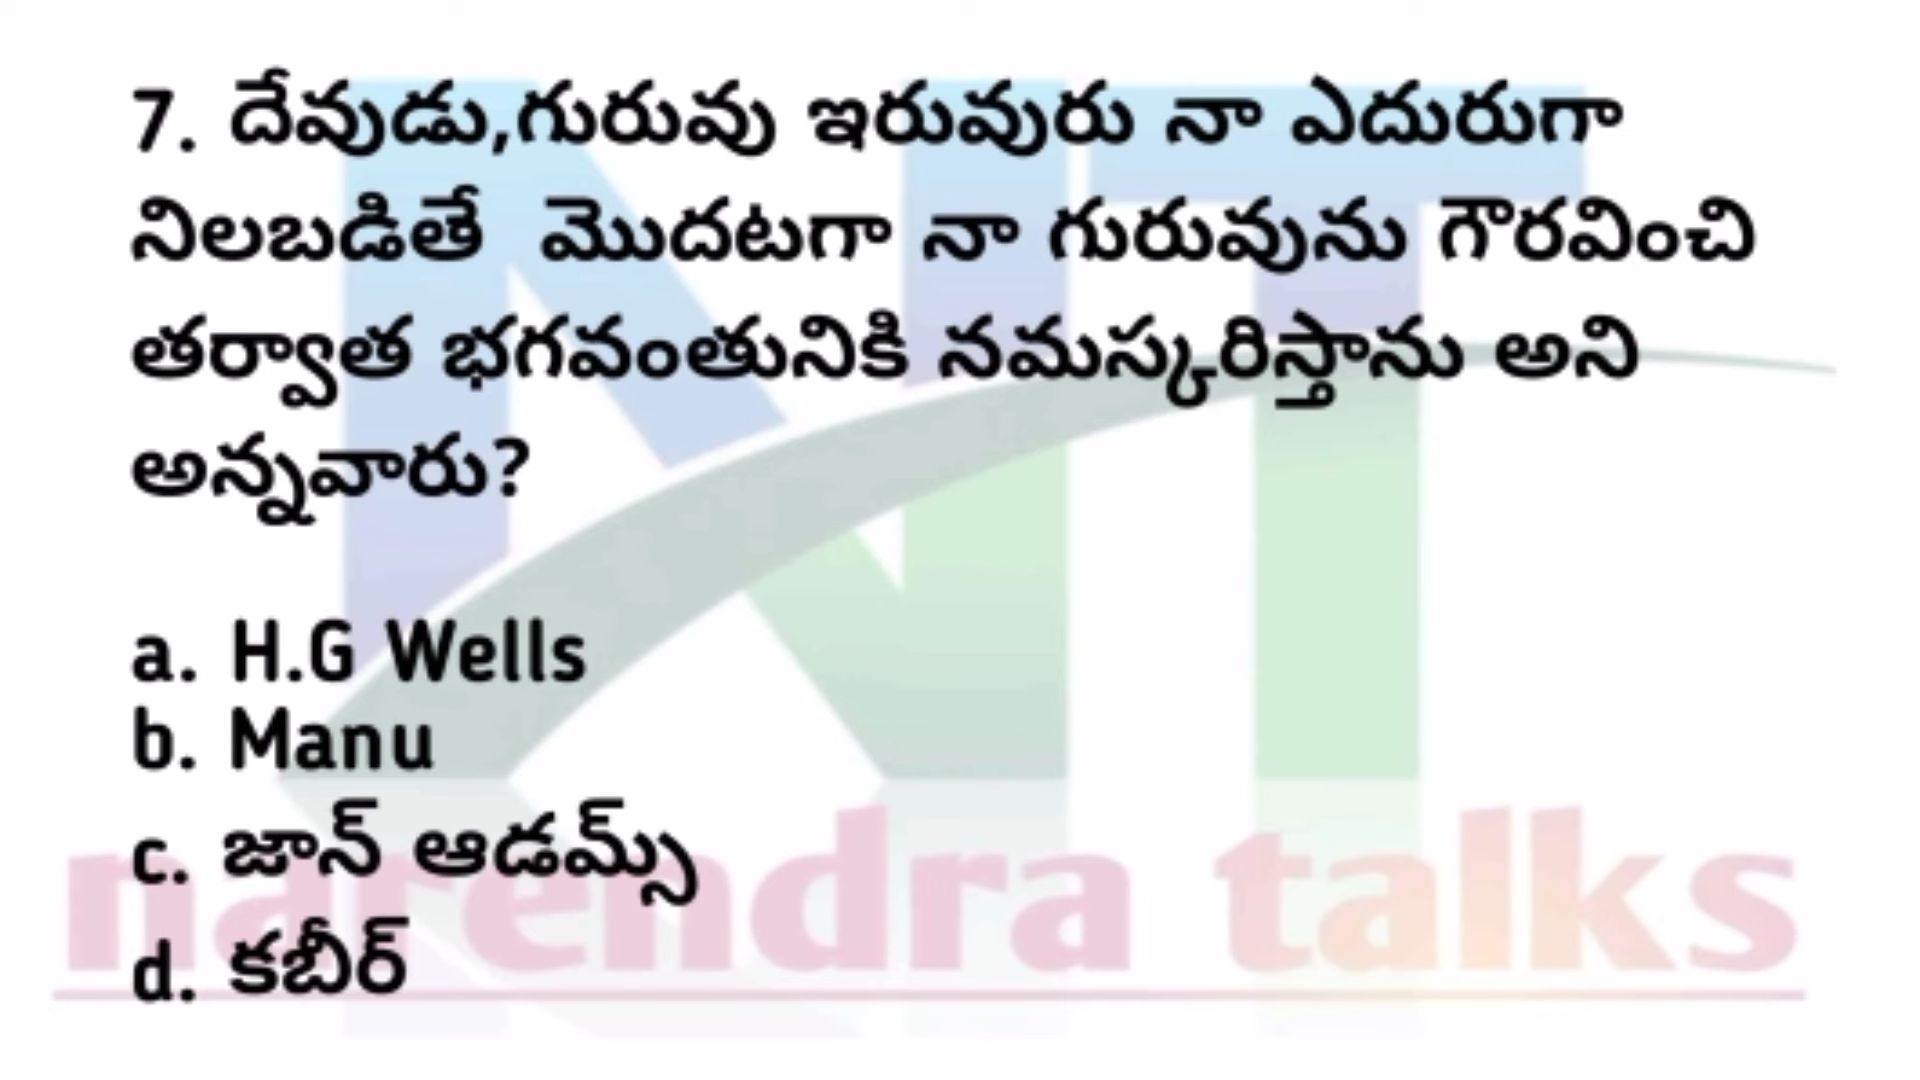 7. దేవుడు,గురువు ఇరువురు నా ఎదురుగా
నిలబడితే మొదటగా నా గురువును గౌరవించి
తర్వాత భగవంతునికి నమస్కరిస్తాను అని
అన్నవారు?
a. H.G Wells
b. Manu
c. జాన్ ఆడమ్స్
d. కబీర్
NT
narendra talks